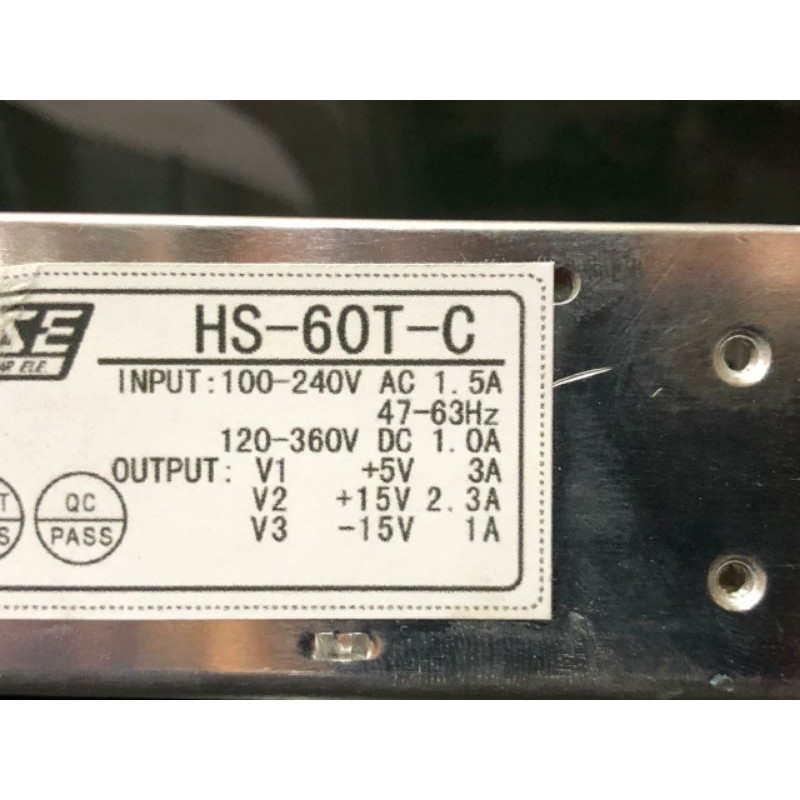 HS-60T-C
INPUT:100-240V AC 1.5A
47-63Hz
120-360V DC 1.0A
OUTPUT: V1 +5V 3A
V2 +15V 2.3A
V3 -15V 1A
QC
PASS